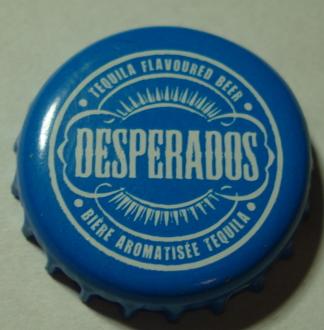 • TEQUILA FLAVOURED BEER •
DESPERADOS
• BIÈRE AROMATISÉE TEQUILA •